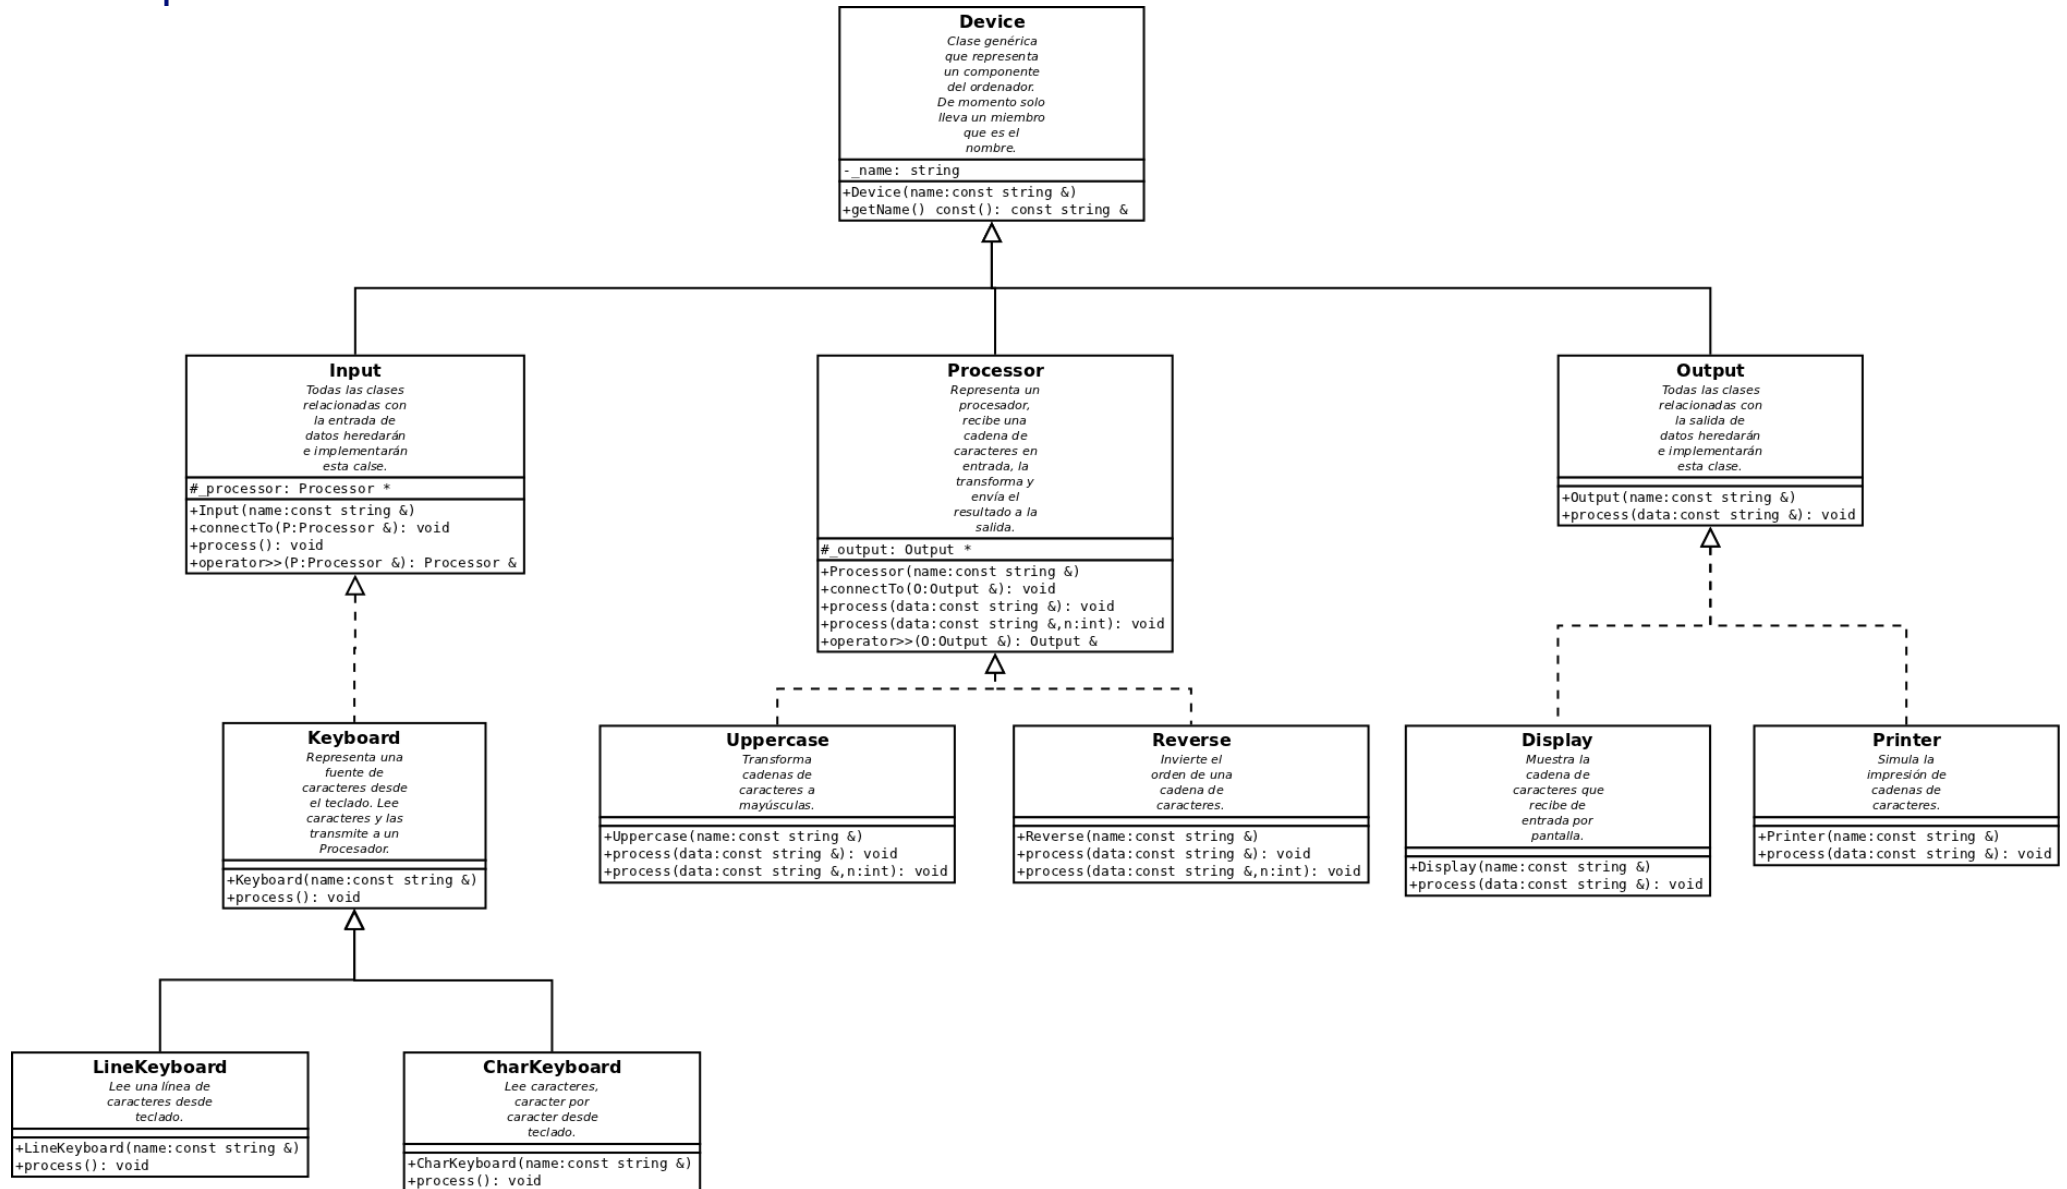 Device
Clase genérica
que representa
un componente
del ordenador.
De momento solo
lleva un miembro
que es el
nombre.
-_name: string
+Device(name:const string &)
+getName() const(): const string &
Input
Todas las clases
relacionadas con
la entrada de
datos heredarán
e implementarán
esta calse.
#_processor: Processor *
+Input(name:const string &)
+connectTo(P:Processor &): void
+process(): void
+operator>>(P:Processor &): Processor &
Processor
Representa un
procesador,
recibe una
cadena de
caracteres en
entrada, la
transforma y
envía el
resultado a la
salida.
#_output: Output *
+Processor(name:const string &)
+connectTo(O:Output &): void
+process(data:const string &): void
+process(data:const string &,n:int): void
+operator>>(O:Output &): Output &
Output
Todas las clases
relacionadas con
la salida de
datos heredarán
e implementarán
esta clase.
+Output(name:const string &)
+process(data:const string &): void
Keyboard
Representa una
fuente de
caracteres desde
el teclado. Lee
caracteres y las
transmite a un
Procesador.
+Keyboard(name:const string &)
+process(): void
Uppercase
Transforma
cadenas de
caracteres a
mayúsculas.
+Uppercase(name:const string &)
+process(data:const string &): void
+process(data:const string &,n:int): void
Reverse
Invierte el
orden de una
cadena de
caracteres.
+Reverse(name:const string &)
+process(data:const string &): void
+process(data:const string &,n:int): void
Display
Muestra la
cadena de
caracteres que
recibe de
entrada por
pantalla.
+Display(name:const string &)
+process(data:const string &): void
Printer
Simula la
impresión de
cadenas de
caracteres.
+Printer(name:const string &)
+process(data:const string &): void
LineKeyboard
Lee una línea de
caracteres desde
teclado.
+LineKeyboard(name:const string &)
+process(): void
CharKeyboard
Lee caracteres,
caracter por
caracter desde
teclado.
+CharKeyboard(name:const string &)
+process(): void